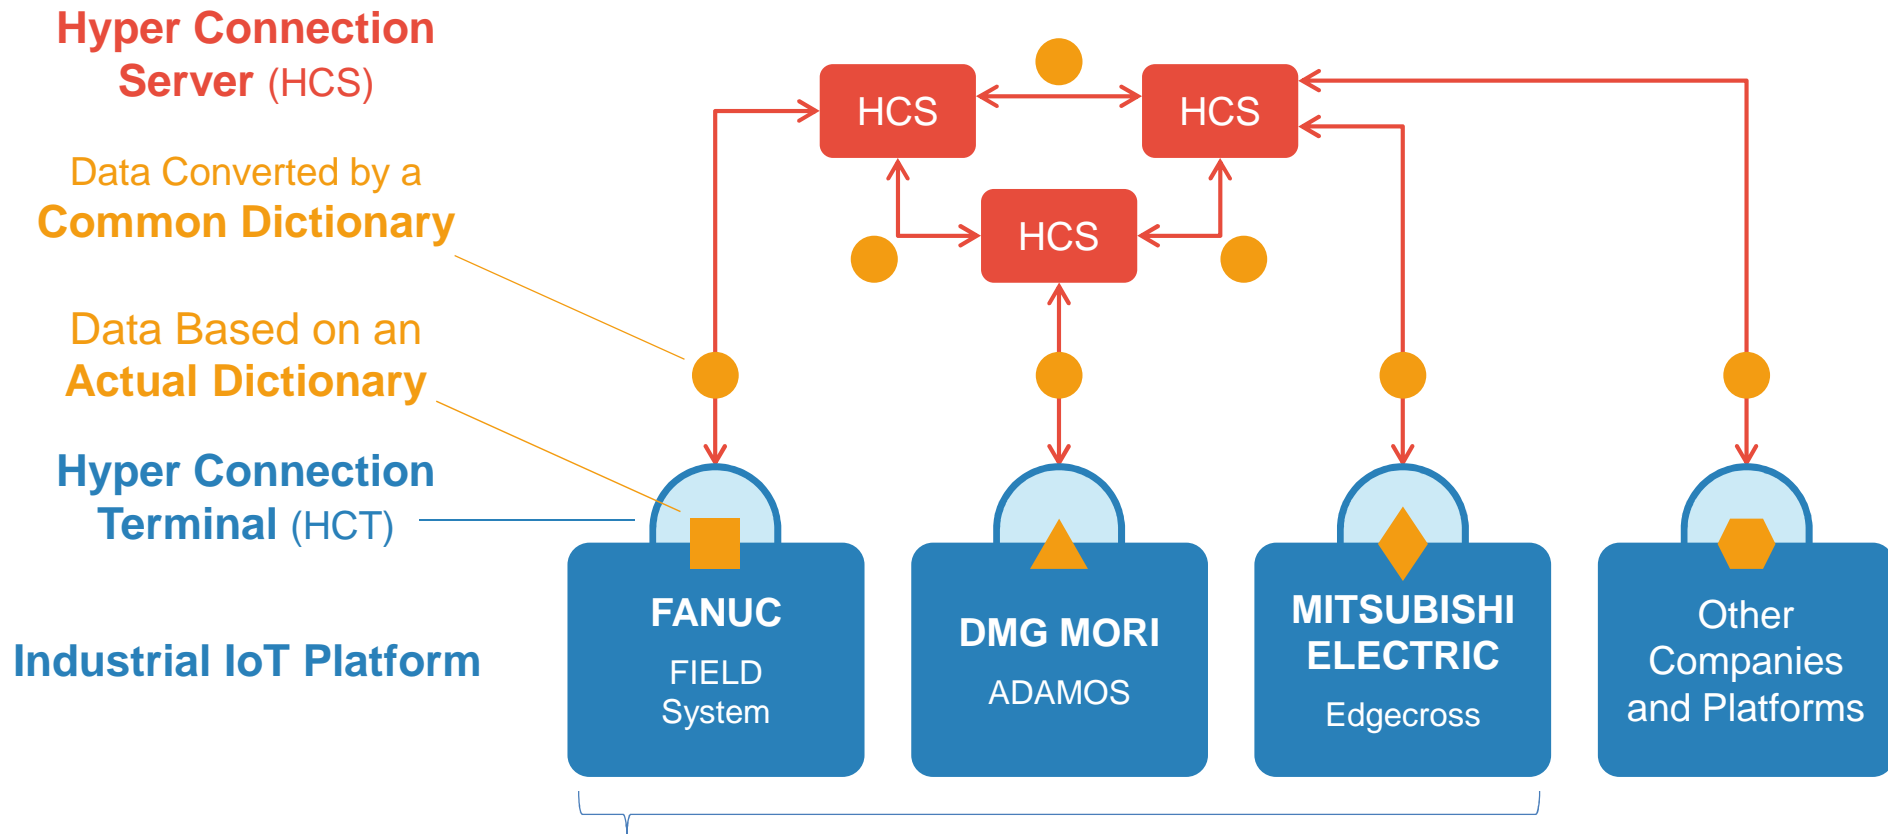 Hyper Connection
Server (HCS)
Data Converted by a
Common Dictionary
Data Based on an
Actual Dictionary
Hyper Connection
Terminal (HCT)
Industrial IoT Platform
HCS
HCS
HCS
FANUC
FIELD
System
DMG MORI
ADAMOS
MITSUBISHI
ELECTRIC
Edgecross
Other
Companies
and Platforms